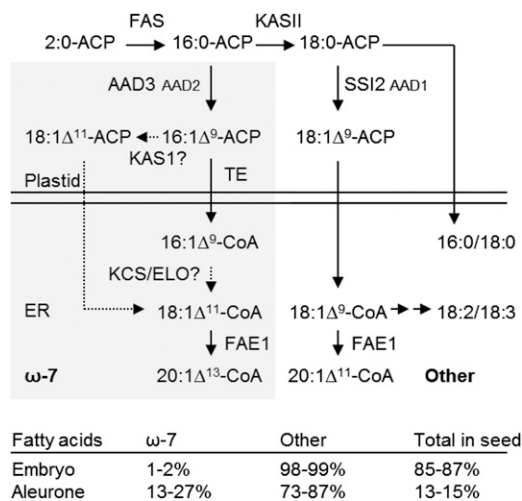 FAS KASII
2:0-ACP 16:0-ACP 18:0-ACP
AAD3 AAD2 SSI2 AAD1
18:1Δ¹¹-ACP 16:1Δ⁹-ACP 18:1Δ⁹-ACP
KAS1?
Plastid TE
16:1Δ⁹-CoA 16:0/18:0
KCS/ELO?
ER 18:1Δ¹¹-CoA 18:1Δ⁹-CoA 18:2/18:3
FAE1 FAE1
ω-7 20:1Δ¹³-CoA 20:1Δ¹¹-CoA Other
Fatty acids ω-7 Other Total in seed
Embryo 1-2% 98-99% 85-87%
Aleurone 13-27% 73-87% 13-15%